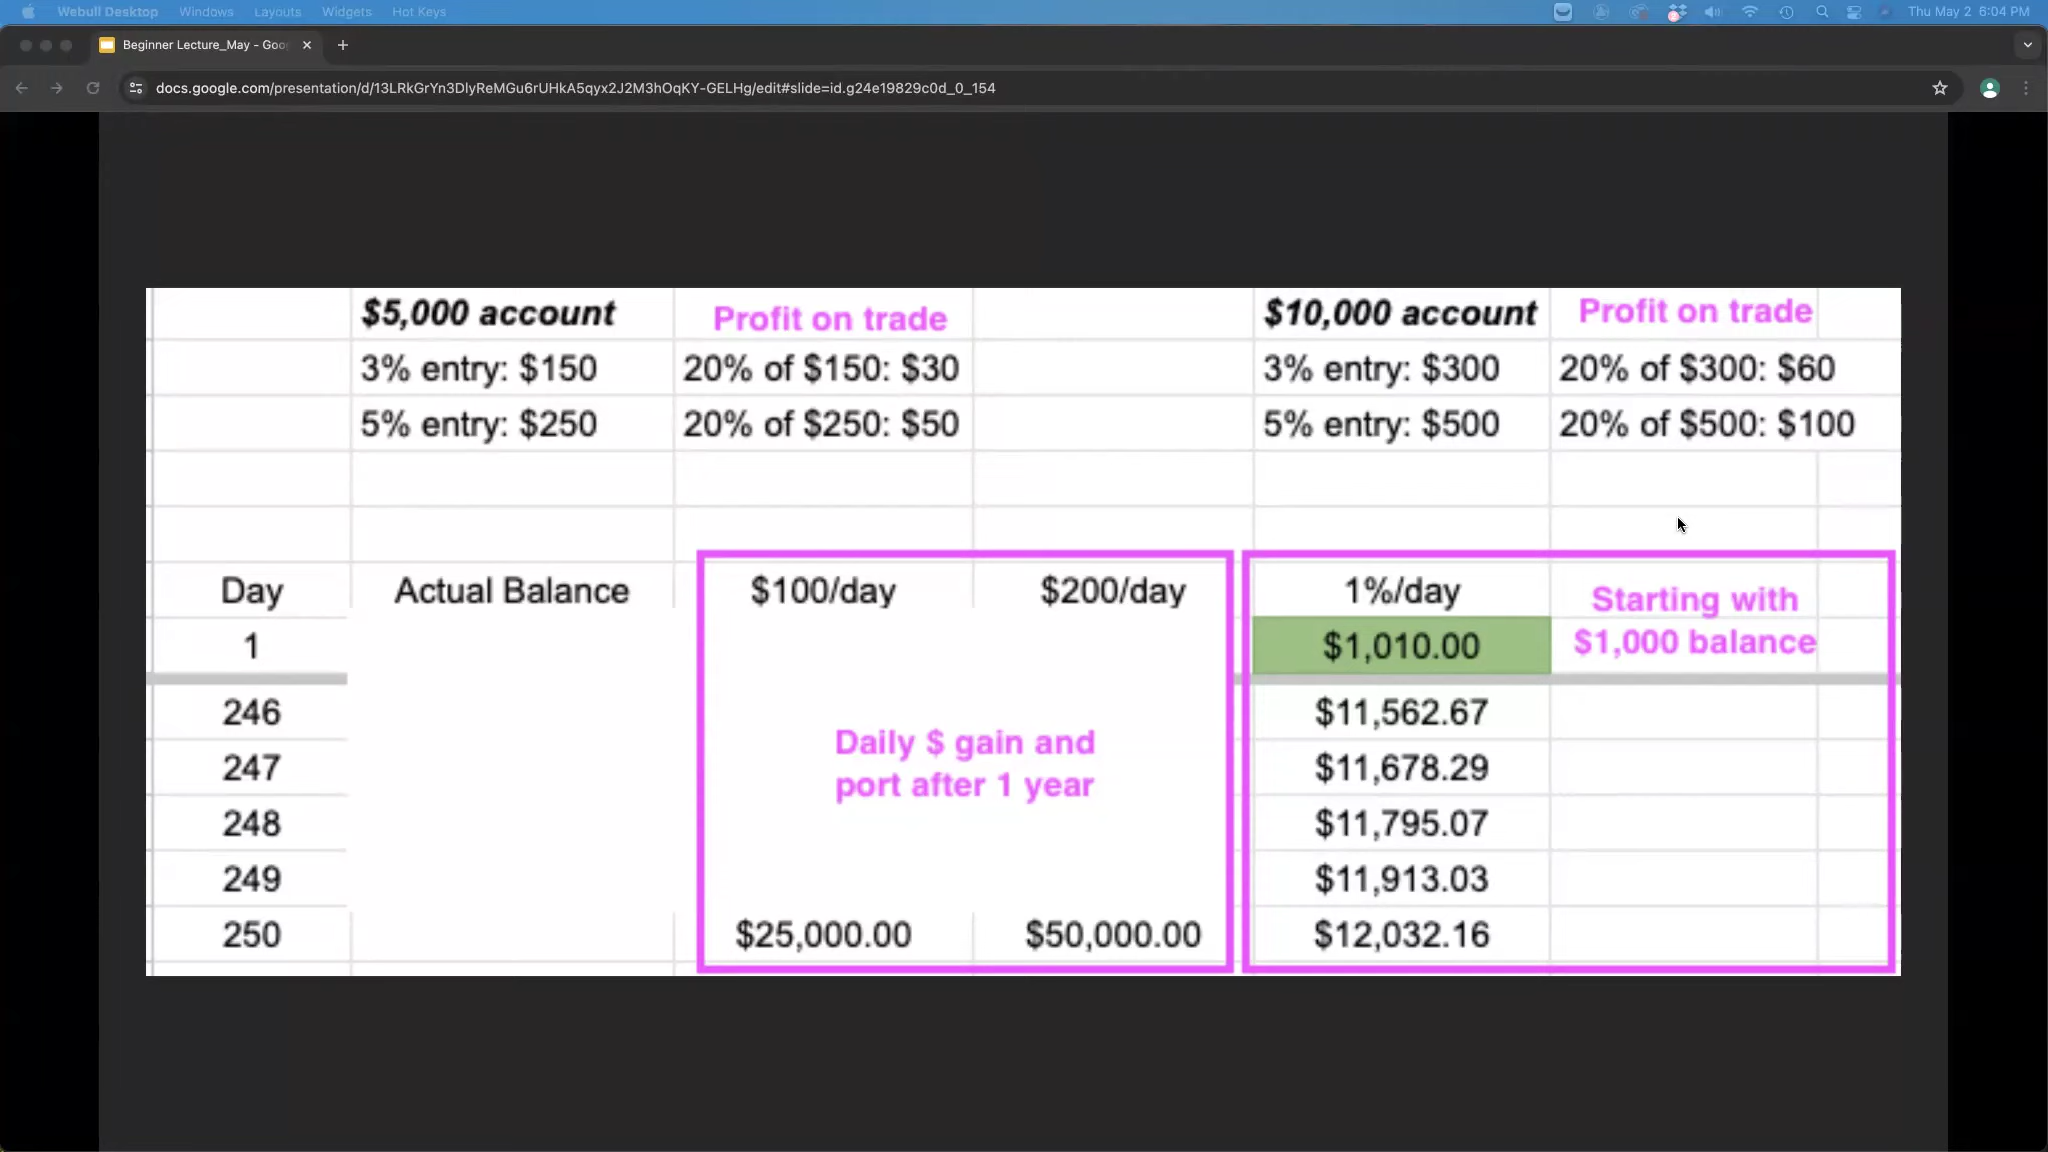 Webull Desktop Windows Layouts Widgets Hot Keys Thu May 2 6:04 PM
Beginner Lecture_May - Goo
docs.google.com/presentation/d/13LRkGrYn3DlyReMGu6rUHkA5qyx2J2M3hOqKY-GELHg/edit#slide=id.g24e19829c0d_0_154
$5,000 account Profit on trade $10,000 account Profit on trade
3% entry: $150 20% of $150: $30 3% entry: $300 20% of $300: $60
5% entry: $250 20% of $250: $50 5% entry: $500 20% of $500: $100
Day Actual Balance $100/day $200/day 1%/day Starting with
1 $1,010.00 $1,000 balance
246 $11,562.67
Daily $ gain and
247 $11,678.29
port after 1 year
248 $11,795.07
249 $11,913.03
250 $25,000.00 $50,000.00 $12,032.16